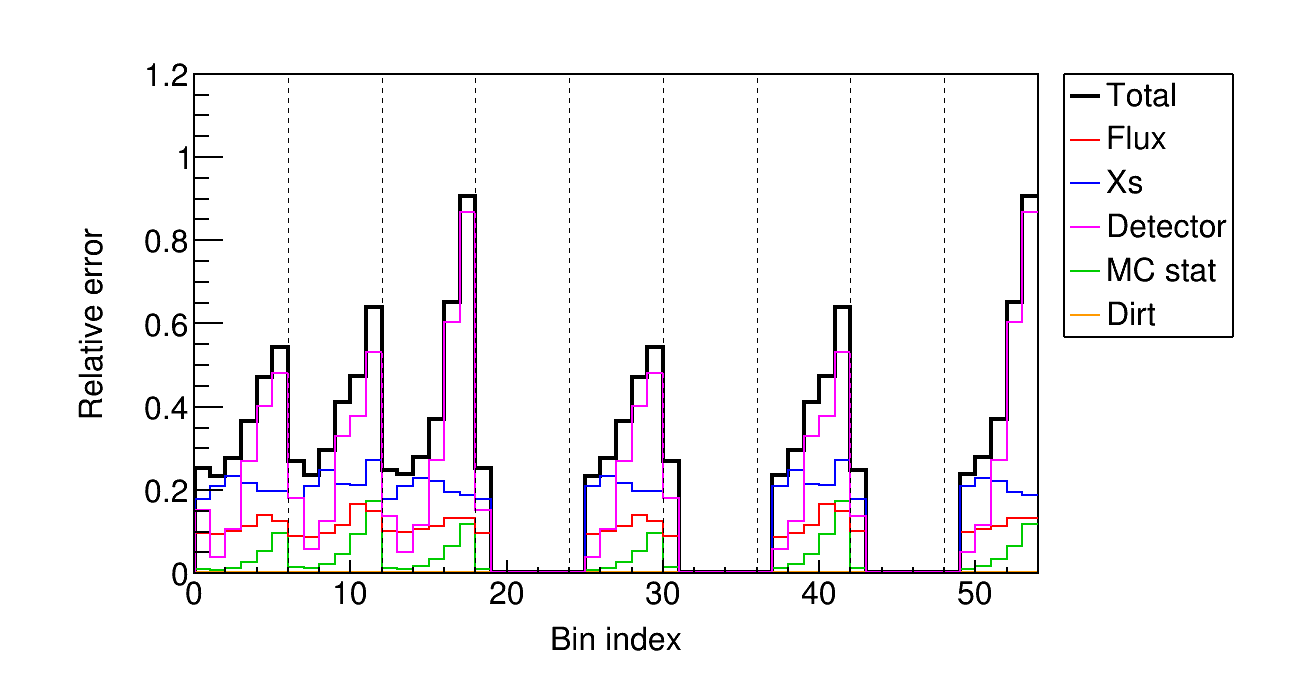 1.2
1
0.8
0.6
0.4
0.2
0
Relative error
0 10 20 30 40 50
Bin index
Total
Flux
Xs
Detector
MC stat
Dirt